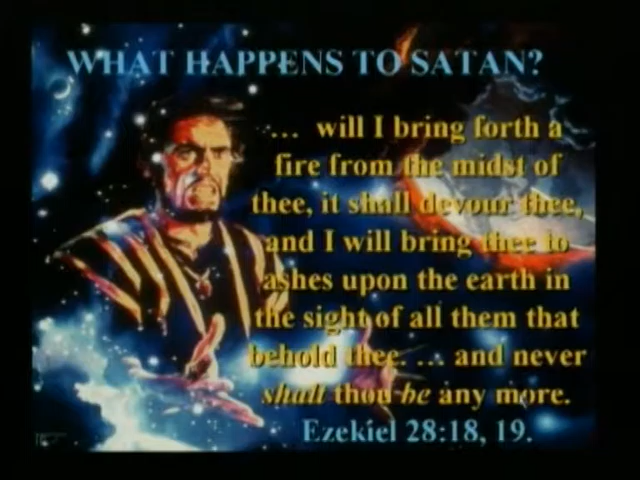 WHAT HAPPENS TO SATAN?
... will I bring forth a
fire from the midst of
thee, it shall devour thee,
and I will bring thee to
ashes upon the earth in
the sight of all them that
behold thee. ... and never
shalt thou be any more.
Ezekiel 28:18, 19.